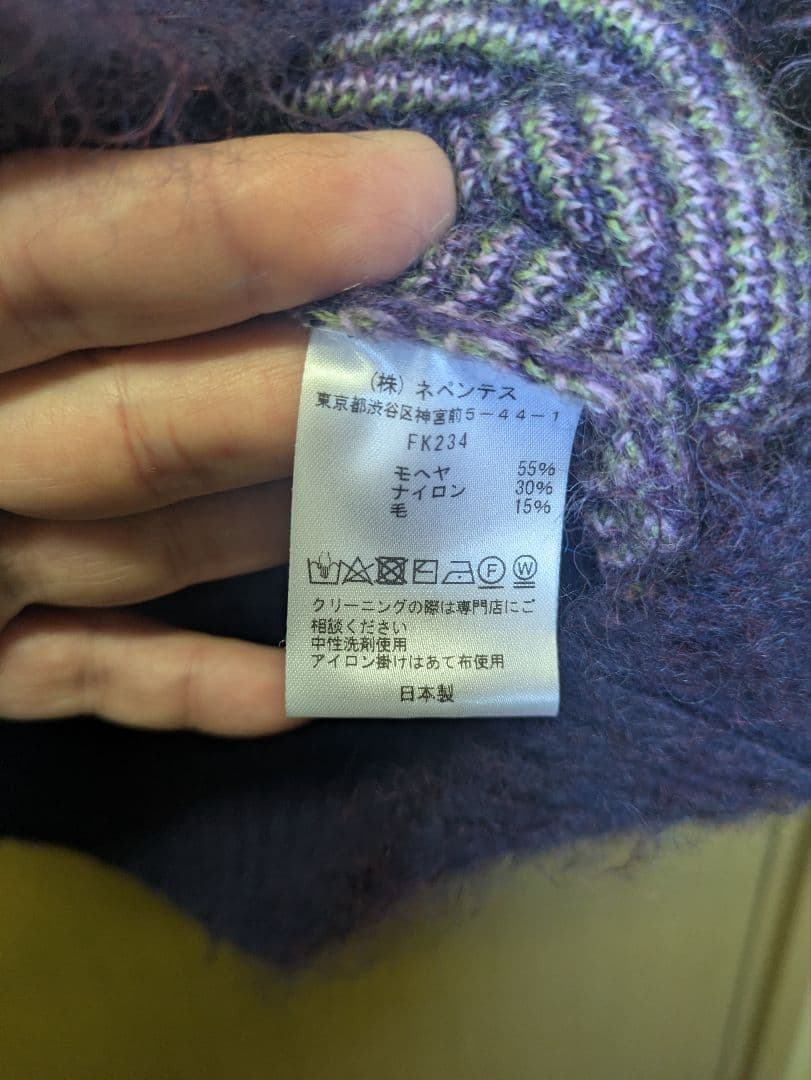 (株) ネペンテス
東京都渋谷区神宮前5-44-1
FK234
モヘヤ 55%
ナイロン 30%
毛 15%
クリーニングの際は専門店にご
相談ください
中性洗剤使用
アイロン掛けはあて布使用
日本製